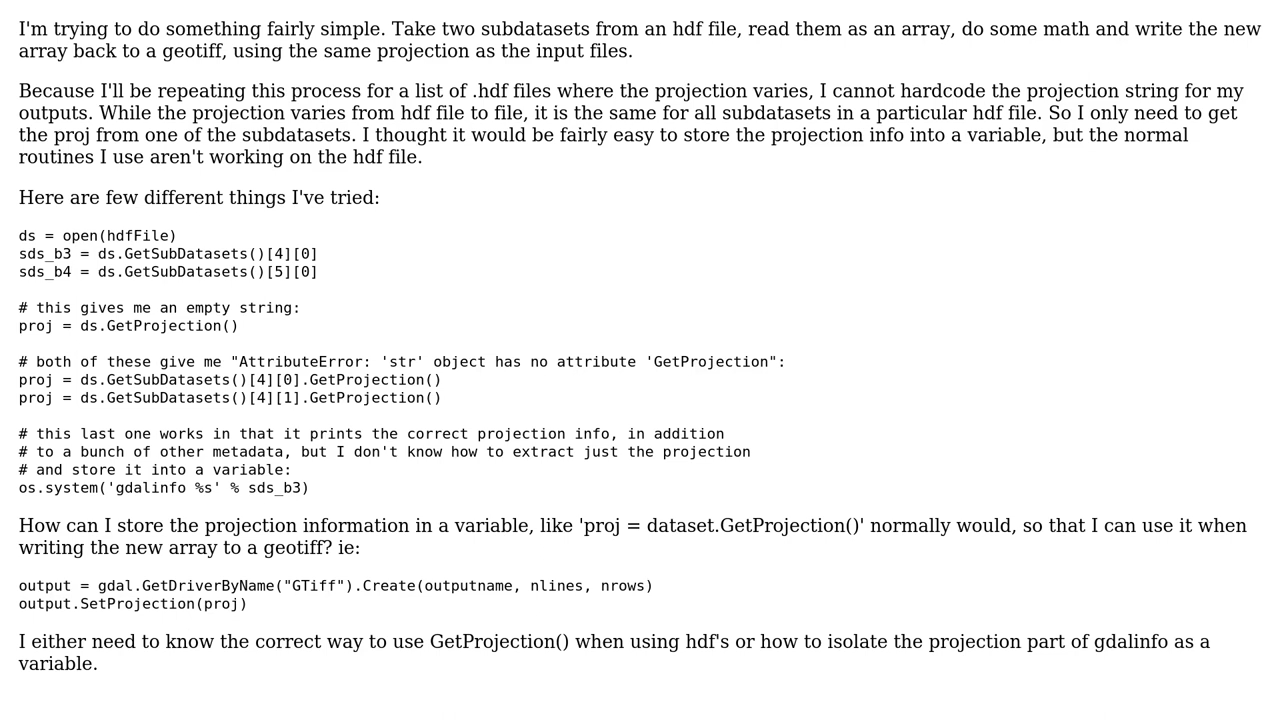 I'm trying to do something fairly simple. Take two subdatasets from an hdf file, read them as an array, do some math and write the new
array back to a geotiff, using the same projection as the input files.
Because I'll be repeating this process for a list of .hdf files where the projection varies, I cannot hardcode the projection string for my
outputs. While the projection varies from hdf file to file, it is the same for all subdatasets in a particular hdf file. So I only need to get
the proj from one of the subdatasets. I thought it would be fairly easy to store the projection info into a variable, but the normal
routines I use aren't working on the hdf file.
Here are few different things I've tried:
ds = open(hdfFile)
sds_b3 = ds.GetSubDatasets()[4][0]
sds_b4 = ds.GetSubDatasets()[5][0]
# this gives me an empty string:
proj = ds.GetProjection()
# both of these give me "AttributeError: 'str' object has no attribute 'GetProjection":
proj = ds.GetSubDatasets()[4][0].GetProjection()
proj = ds.GetSubDatasets()[4][1].GetProjection()
# this last one works in that it prints the correct projection info, in addition
# to a bunch of other metadata, but I don't know how to extract just the projection
# and store it into a variable:
os.system('gdalinfo %s' % sds_b3)
How can I store the projection information in a variable, like 'proj = dataset.GetProjection()' normally would, so that I can use it when
writing the new array to a geotiff? ie:
output = gdal.GetDriverByName("GTiff").Create(outputname, nlines, nrows)
output.SetProjection(proj)
I either need to know the correct way to use GetProjection() when using hdf's or how to isolate the projection part of gdalinfo as a
variable.